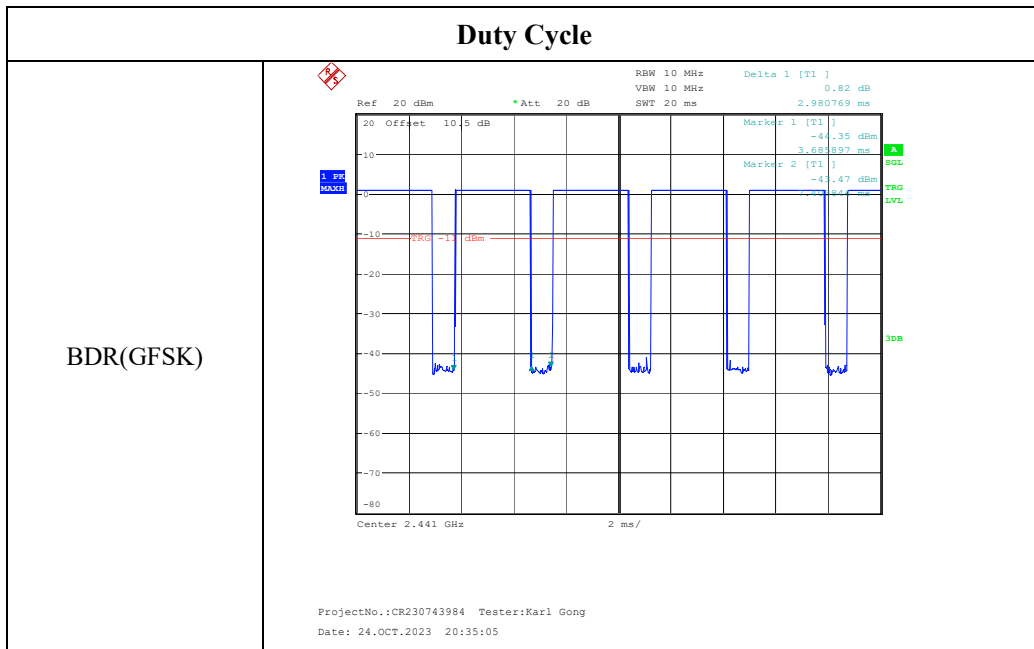 Duty Cycle
BDR(GFSK)
R S
RBW 10 MHz Delta 1 [T1 ]
VBW 10 MHz 0.82 dB
Ref 20 dBm *Att 20 dB SWT 20 ms 2.980769 ms
20 Offset 10.5 dB Marker 1 [T1 ]
-44.35 dBm
3.685897 ms
A
10 Marker 2 [T1 ]
SGL
1 PK
MAXH
-43.47 dBm
TRG
0
LVL
-10
TRG -11 dBm
-20
-30
3DB
-40
-50
-60
-70
-80
Center 2.441 GHz 2 ms/
ProjectNo.:CR230743984 Tester:Karl Gong
Date: 24.OCT.2023 20:35:05